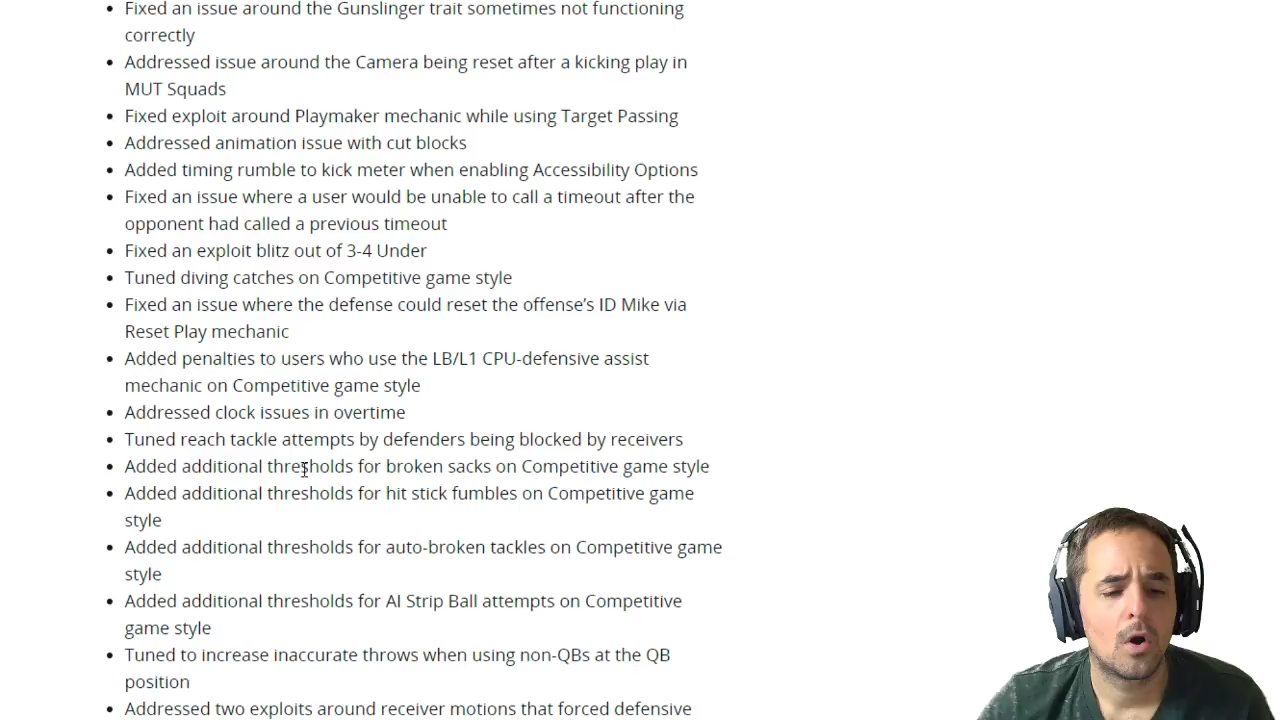 Fixed an issue around the Gunslinger trait sometimes not functioning
correctly
Addressed issue around the Camera being reset after a kicking play in
MUT Squads
Fixed exploit around Playmaker mechanic while using Target Passing
Addressed animation issue with cut blocks
Added timing rumble to kick meter when enabling Accessibility Options
Fixed an issue where a user would be unable to call a timeout after the
opponent had called a previous timeout
Fixed an exploit blitz out of 3-4 Under
Tuned diving catches on Competitive game style
Fixed an issue where the defense could reset the offense’s ID Mike via
Reset Play mechanic
Added penalties to users who use the LB/L1 CPU-defensive assist
mechanic on Competitive game style
Addressed clock issues in overtime
Tuned reach tackle attempts by defenders being blocked by receivers
Added additional thresholds for broken sacks on Competitive game style
Added additional thresholds for hit stick fumbles on Competitive game
style
Added additional thresholds for auto-broken tackles on Competitive game
style
Added additional thresholds for AI Strip Ball attempts on Competitive
game style
Tuned to increase inaccurate throws when using non-QBs at the QB
position
Addressed two exploits around receiver motions that forced defensive